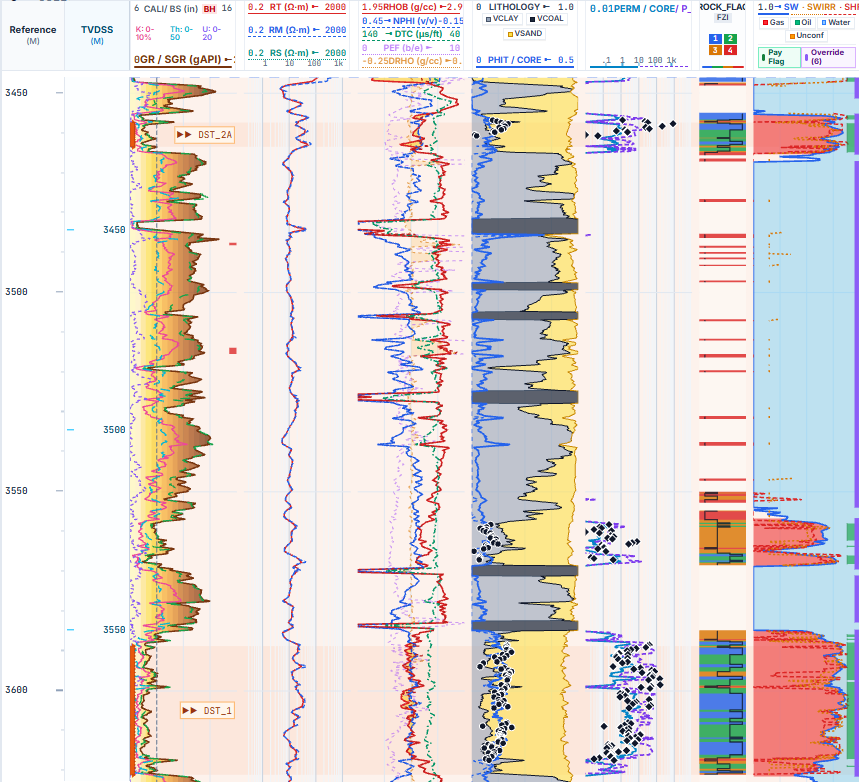 Reference
(M)
TVDSS
(M)
6 CALI/ BS (in) BH 16
K: 0-10%
Th: 0-50
U: 0-20
0GR / SGR (gAPI) ←
0.2 RT (Ω·m) ← 2000
0.2 RM (Ω·m) ← 2000
0.2 RS (Ω·m) ← 2000
1 10 100 1k
1.95RHOB (g/cc) ←2.9
0.45→ NPHI (v/v)-0.15
140 → DTC (µs/ft) 40
0 PEF (b/e) ← 10
-0.25DRHO (g/cc) ←0.
0 LITHOLOGY ← 1.0
VCLAY
VCOAL
VSAND
0 PHIT / CORE ← 0.5
0.01PERM / CORE/ P_
.1 1 10 100 1k
ROCK_FLAG
FZI
1 2
3 4
1.0→ SW · SWIRR · SHF
Gas
Oil
Water
Unconf
Pay Flag
Override (6)
3450
DST_2A
3450
3500
3500
3550
3550
3600
DST_1